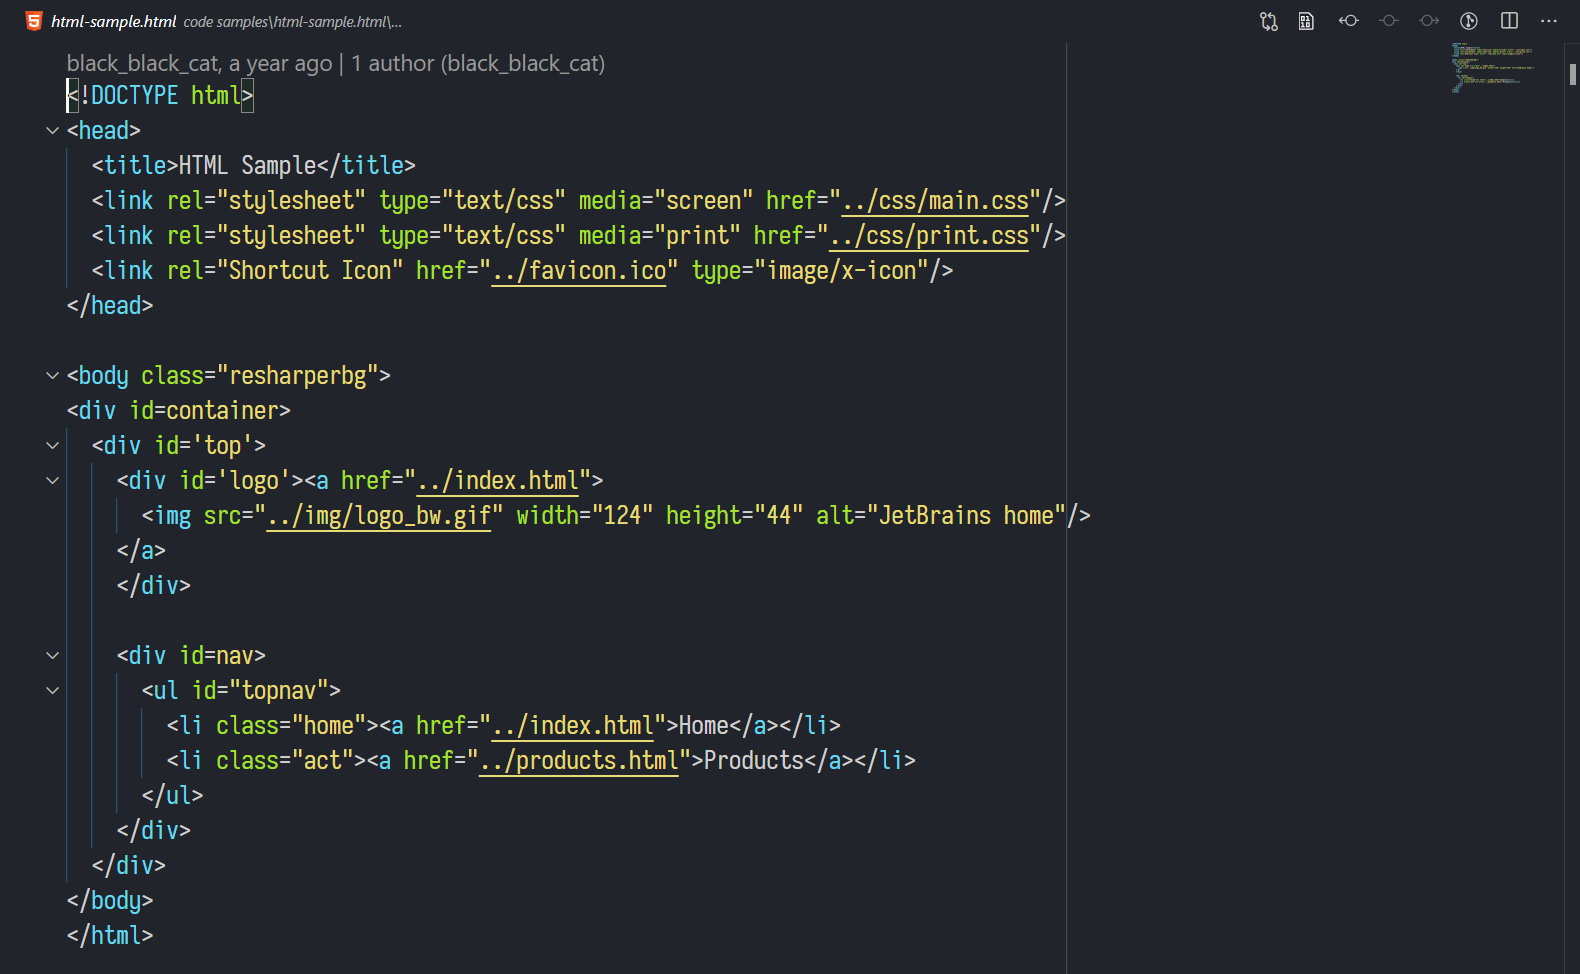 html-sample.html code samples\html-sample.html\...
black_black_cat, a year ago | 1 author (black_black_cat)
<!DOCTYPE html>
<head>
<title>HTML Sample</title>
<link rel="stylesheet" type="text/css" media="screen" href="../css/main.css"/>
<link rel="stylesheet" type="text/css" media="print" href="../css/print.css"/>
<link rel="Shortcut Icon" href="../favicon.ico" type="image/x-icon"/>
</head>
<body class="resharperbg">
<div id=container>
<div id='top'>
<div id='logo'><a href="../index.html">
<img src="../img/logo_bw.gif" width="124" height="44" alt="JetBrains home"/>
</a>
</div>
<div id=nav>
<ul id="topnav">
<li class="home"><a href="../index.html">Home</a></li>
<li class="act"><a href="../products.html">Products</a></li>
</ul>
</div>
</div>
</body>
</html>